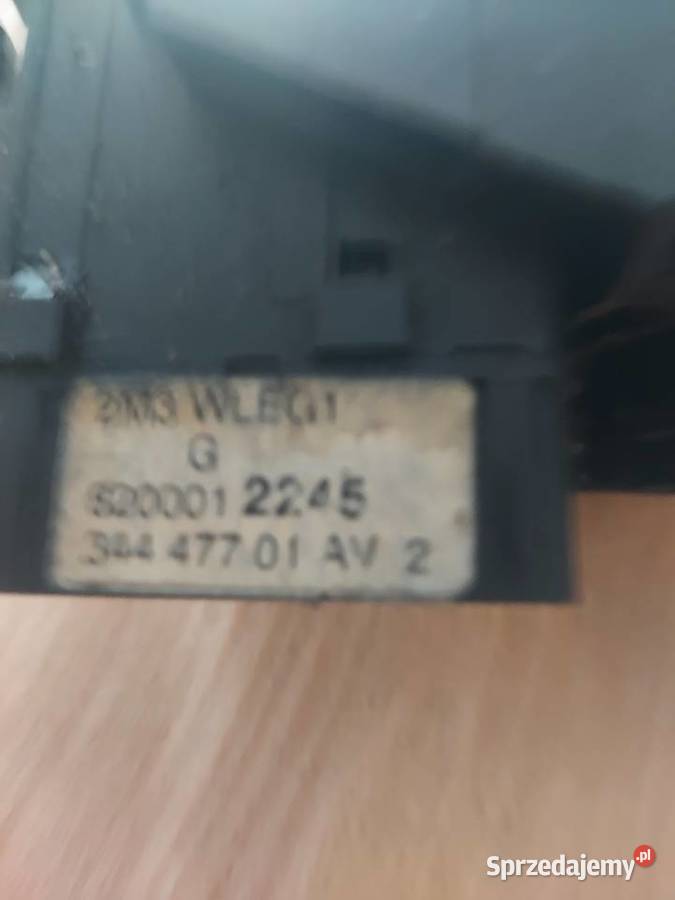 2M3 WLEG1
G
820001 2245
344 477 01 AV 2
Sprzedajemy.pl